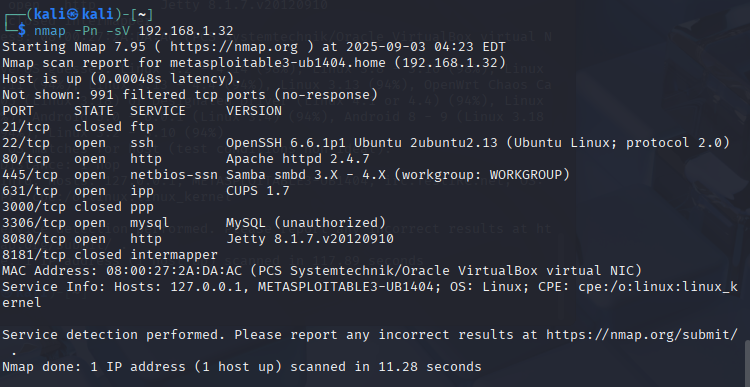 ┌──(kali㉿kali)-[~]
└─$ nmap -Pn -sV 192.168.1.32
Starting Nmap 7.95 ( https://nmap.org ) at 2025-09-03 04:23 EDT
Nmap scan report for metasploitable3-ub1404.home (192.168.1.32)
Host is up (0.00048s latency).
Not shown: 991 filtered tcp ports (no-response)
PORT     STATE  SERVICE     VERSION
21/tcp   closed ftp
22/tcp   open   ssh         OpenSSH 6.6.1p1 Ubuntu 2ubuntu2.13 (Ubuntu Linux; protocol 2.0)
80/tcp   open   http        Apache httpd 2.4.7
445/tcp  open   netbios-ssn Samba smbd 3.X - 4.X (workgroup: WORKGROUP)
631/tcp  open   ipp         CUPS 1.7
3000/tcp closed ppp
3306/tcp open   mysql       MySQL (unauthorized)
8080/tcp open   http        Jetty 8.1.7.v20120910
8181/tcp closed intermapper
MAC Address: 08:00:27:2A:DA:AC (PCS Systemtechnik/Oracle VirtualBox virtual NIC)
Service Info: Hosts: 127.0.0.1, METASPLOITABLE3-UB1404; OS: Linux; CPE: cpe:/o:linux:linux_k
ernel

Service detection performed. Please report any incorrect results at https://nmap.org/submit/
 .
Nmap done: 1 IP address (1 host up) scanned in 11.28 seconds